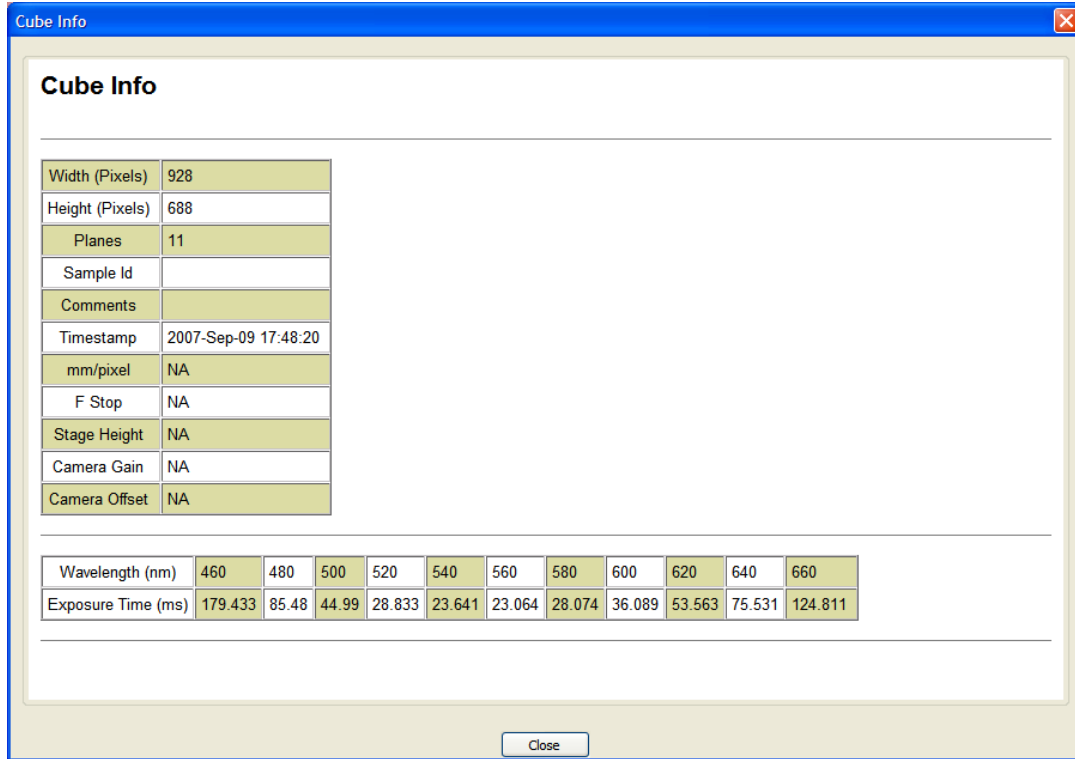 Cube Info
Cube Info
Width (Pixels) 928
Height (Pixels) 688
Planes 11
Sample Id
Comments
Timestamp 2007-Sep-09 17:48:20
mm/pixel NA
F Stop NA
Stage Height NA
Camera Gain NA
Camera Offset NA
Wavelength (nm) 460 480 500 520 540 560 580 600 620 640 660
Exposure Time (ms) 179.433 85.48 44.99 28.833 23.641 23.064 28.074 36.089 53.563 75.531 124.811
Close